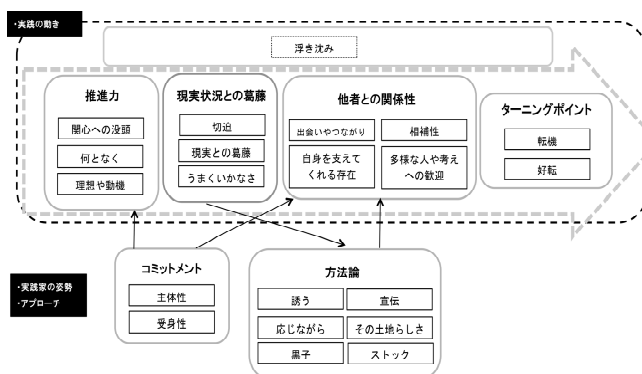 ・実践の動き
浮き沈み
推進力
関心への没頭
何となく
理想や動機
現実状況との葛藤
切迫
現実との葛藤
うまくいかなさ
他者との関係性
出会いやつながり
相補性
自身を支えて
くれる存在
多様な人や考え
への歓迎
ターニングポイント
転機
好転
・実践家の姿勢
・アプローチ
コミットメント
主体性
受身性
方法論
誘う
宣伝
応じながら
その土地らしさ
黒子
ストック